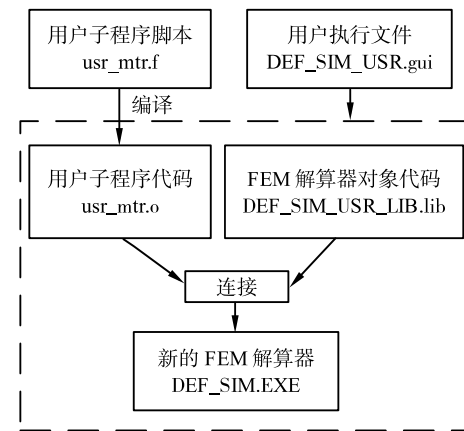 用户子程序脚本
usr_mtr.f
用户执行文件
DEF_SIM_USR.gui
编译
用户子程序代码
usr_mtr.o
FEM 解算器对象代码
DEF_SIM_USR_LIB.lib
连接
新的 FEM 解算器
DEF_SIM.EXE